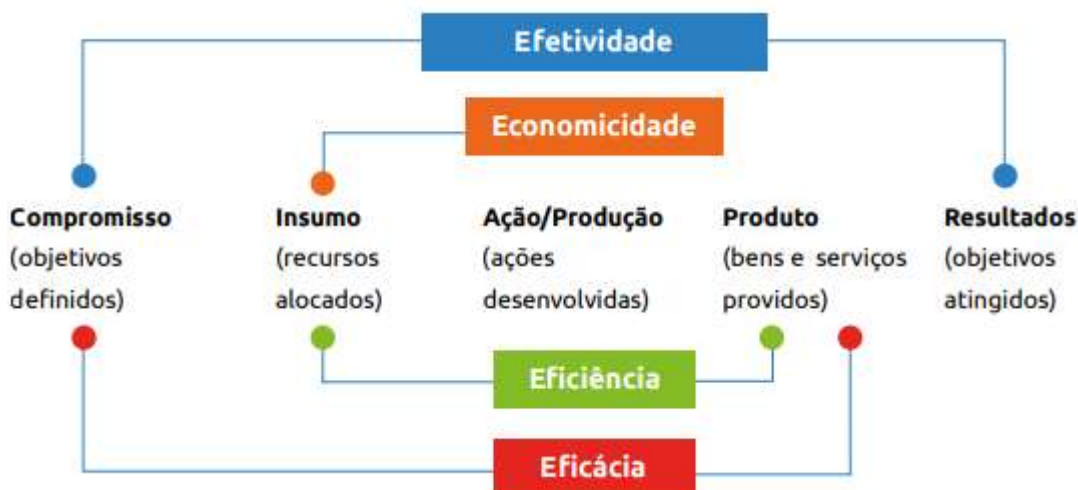 Efetividade
Economicidade
Compromisso
(objetivos
definidos)
Insumo
(recursos
alocados)
Ação/Produção
(ações
desenvolvidas)
Produto
(bens e serviços
providos)
Resultados
(objetivos
atingidos)
Eficiência
Eficácia